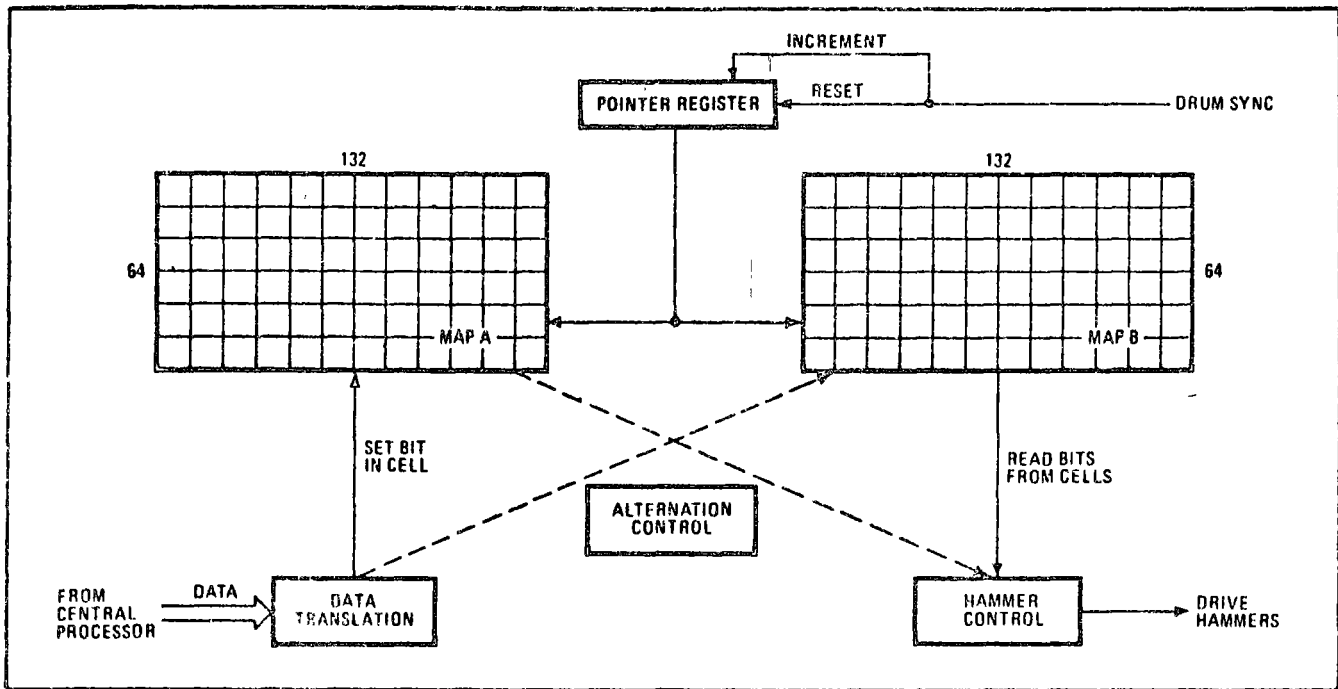 INCREMENT
POINTER REGISTER
RESET
DRUM SYNC
132
132
64
64
MAP A
MAP B
SET BIT
IN CELL
READ BITS
FROM CELLS
ALTERNATION
CONTROL
FROM
CENTRAL
PROCESSOR
DATA
DATA
TRANSLATION
HAMMER
CONTROL
DRIVE
HAMMERS